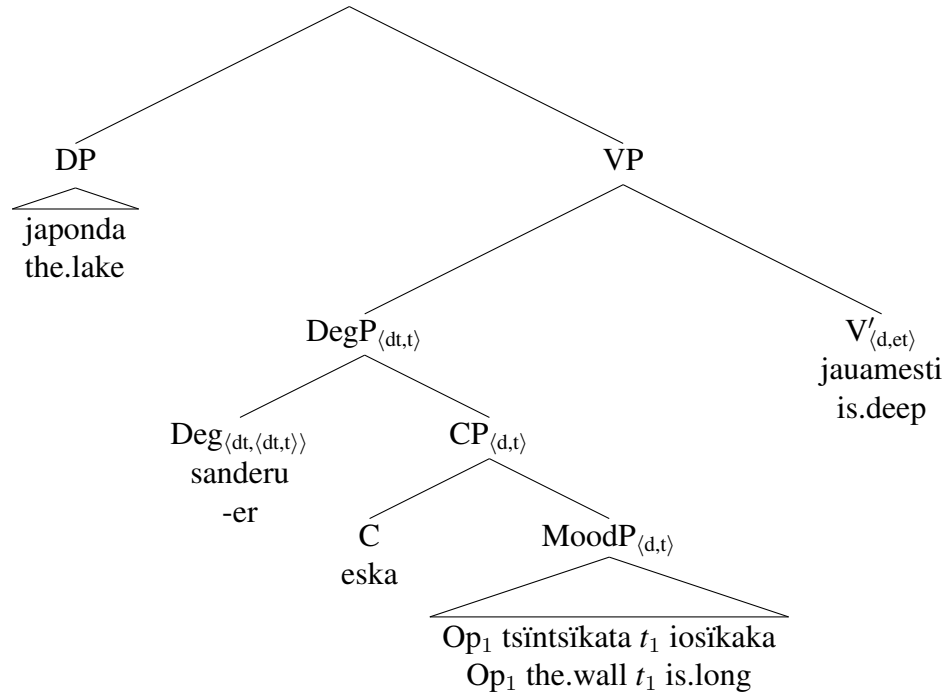 DP
VP
japonda
the.lake
DegP⟨dt,t⟩
V′⟨d,et⟩
jauamesti
is.deep
Deg⟨dt,⟨dt,t⟩⟩
CP⟨d,t⟩
sanderu
-er
C
MoodP⟨d,t⟩
eska
Op₁ tsïntsïkata t₁ iosïkaka
Op₁ the.wall t₁ is.long